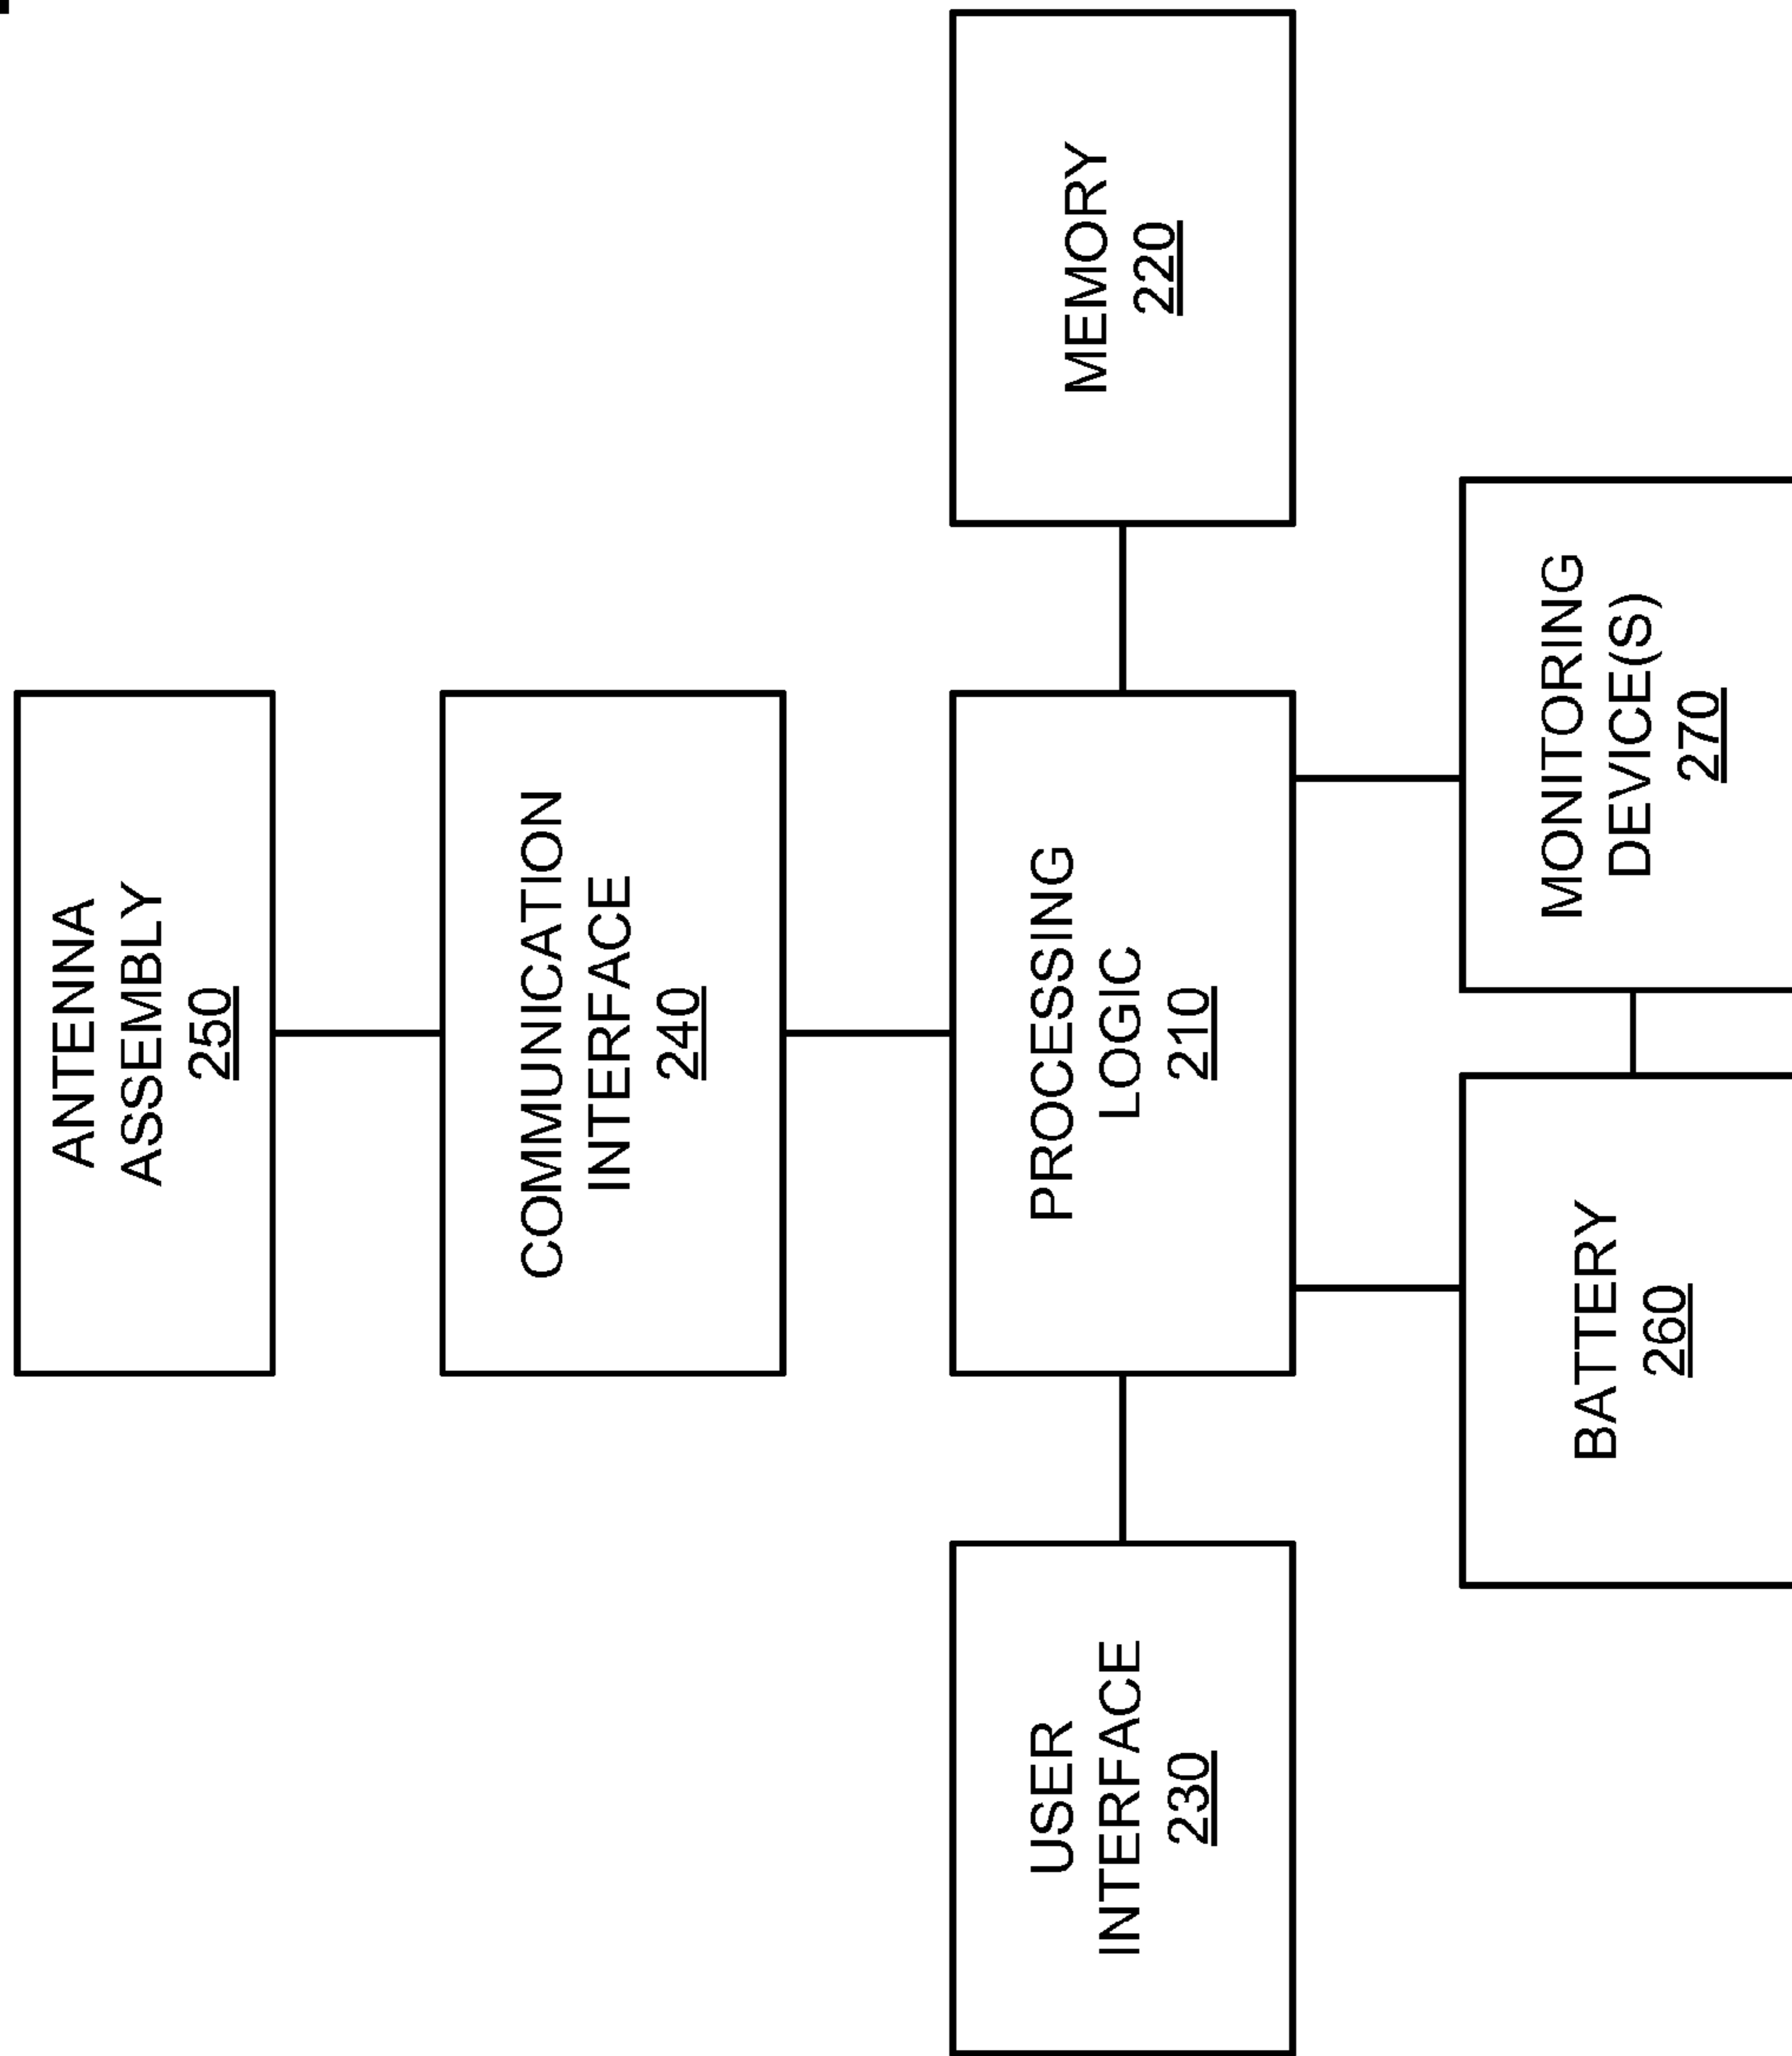 ANTENNA
ASSEMBLY
250
COMMUNICATION
INTERFACE
240
USER
INTERFACE
230
PROCESSING
LOGIC
210
MEMORY
220
BATTERY
260
MONITORING
DEVICE(S)
270